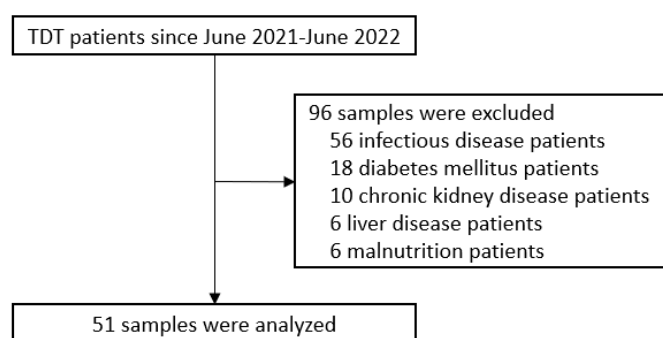 TDT patients since June 2021-June 2022
96 samples were excluded
56 infectious disease patients
18 diabetes mellitus patients
10 chronic kidney disease patients
6 liver disease patients
6 malnutrition patients
51 samples were analyzed